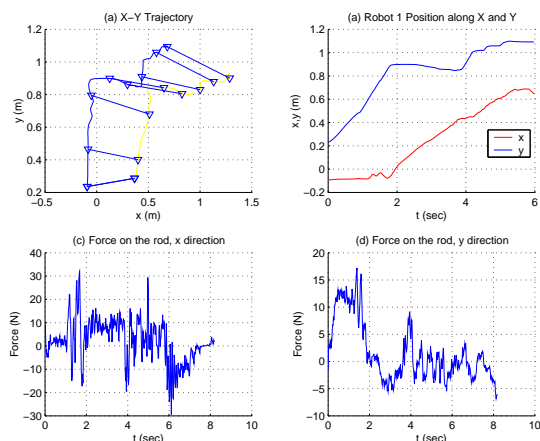 (a) X-Y Trajectory
1.2
1
0.8
0.6
0.4
0.2
y (m)
-0.5 0 0.5 1 1.5
x (m)
(a) Robot 1 Position along X and Y
1.2
1
0.8
0.6
0.4
0.2
0
-0.2
x,y (m)
x
y
0 2 4 6
t (sec)
(c) Force on the rod, x direction
40
30
20
10
0
-10
-20
-30
Force (N)
0 2 4 6 8 10
t (sec)
(d) Force on the rod, y direction
20
15
10
5
0
-5
-10
Force (N)
0 2 4 6 8 10
t (sec)